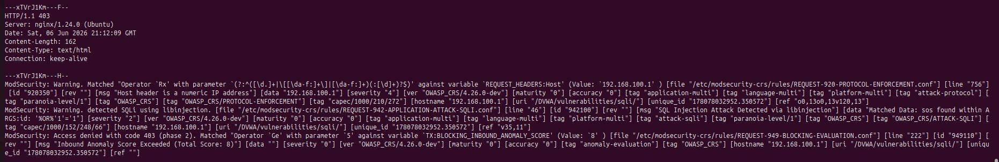 ---xTVrJ1Km---F--
HTTP/1.1 403
Server: nginx/1.24.0 (Ubuntu)
Date: Sat, 06 Jun 2026 21:12:09 GMT
Content-Length: 162
Content-Type: text/html
Connection: keep-alive

---xTVrJ1Km---H--
ModSecurity: Warning. Matched "Operator `Rx' with parameter `(?:^([\d.]+|\[[\da-f:]+\]|[\da-f:]+)(:[\d]+)?$)' against variable `REQUEST_HEADERS:Host' (Value: `192.168.100.1' ) [file "/etc/modsecurity-crs/rules/REQUEST-920-PROTOCOL-ENFORCEMENT.conf"] [line "756"]
 [id "920350"] [rev ""] [msg "Host header is a numeric IP address"] [data "192.168.100.1"] [severity "4"] [ver "OWASP_CRS/4.26.0-dev"] [maturity "0"] [accuracy "0"] [tag "application-multi"] [tag "language-multi"] [tag "platform-multi"] [tag "attack-protocol"] [
tag "paranoia-level/1"] [tag "OWASP_CRS"] [tag "OWASP_CRS/PROTOCOL-ENFORCEMENT"] [tag "capec/1000/210/272"] [hostname "192.168.100.1"] [uri "/DVWA/vulnerabilities/sqli/"] [unique_id "178078032952.350572"] [ref "o0,13o0,13v120,13"]
ModSecurity: Warning. detected SQLi using libinjection. [file "/etc/modsecurity-crs/rules/REQUEST-942-APPLICATION-ATTACK-SQLI.conf"] [line "46"] [id "942100"] [rev ""] [msg "SQL Injection Attack Detected via libinjection"] [data "Matched Data: sos found within A
RGS:id: '%OR%'1'='1"] [severity "2"] [ver "OWASP_CRS/4.26.0-dev"] [maturity "0"] [accuracy "0"] [tag "application-multi"] [tag "language-multi"] [tag "platform-multi"] [tag "attack-sqli"] [tag "paranoia-level/1"] [tag "OWASP_CRS"] [tag "OWASP_CRS/ATTACK-SQLI"] [
tag "capec/1000/152/248/66"] [hostname "192.168.100.1"] [uri "/DVWA/vulnerabilities/sqli/"] [unique_id "178078032952.350572"] [ref "v35,11"]
ModSecurity: Access denied with code 403 (phase 2). Matched "Operator `Ge' with parameter `5' against variable `TX:BLOCKING_INBOUND_ANOMALY_SCORE' (Value: `8' ) [file "/etc/modsecurity-crs/rules/REQUEST-949-BLOCKING-EVALUATION.conf"] [line "222"] [id "949110"] [
rev ""] [msg "Inbound Anomaly Score Exceeded (Total Score: 8)"] [data ""] [severity "0"] [ver "OWASP_CRS/4.26.0-dev"] [maturity "0"] [accuracy "0"] [tag "anomaly-evaluation"] [tag "OWASP_CRS"] [hostname "192.168.100.1"] [uri "/DVWA/vulnerabilities/sqli/"] [uniqu
e_id "178078032952.350572"] [ref ""]